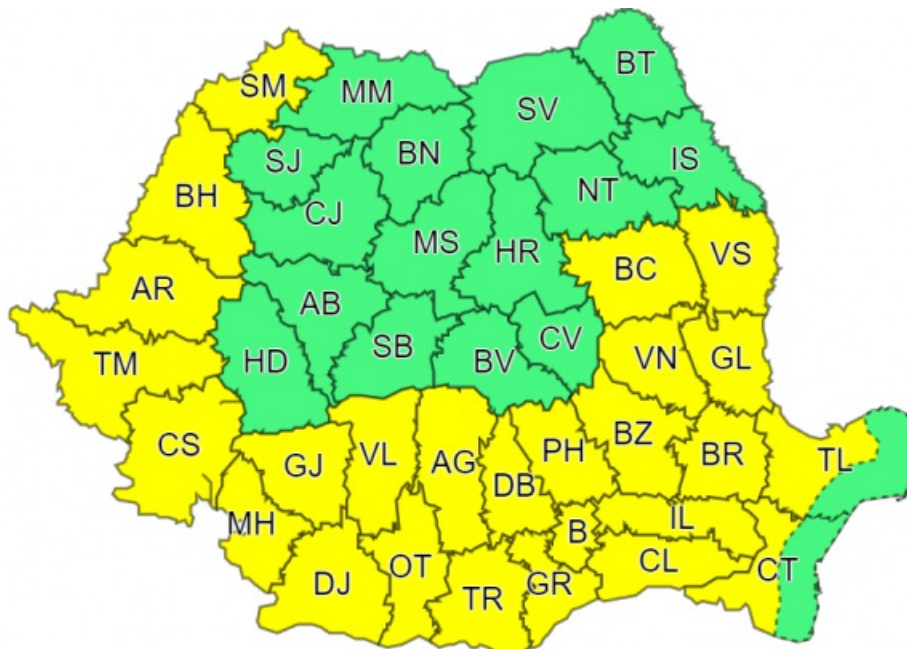 BT
SM
MM
SV
BN
SJ
IS
BH
NT
CJ
MS
HR
VS
BC
AR
AB
TM
HD
SB
BV
CV
VN
GL
CS
GJ
VL
AG
PH
BZ
BR
TL
DB
MH
B
IL
CL
CT
DJ
OT
TR
GR